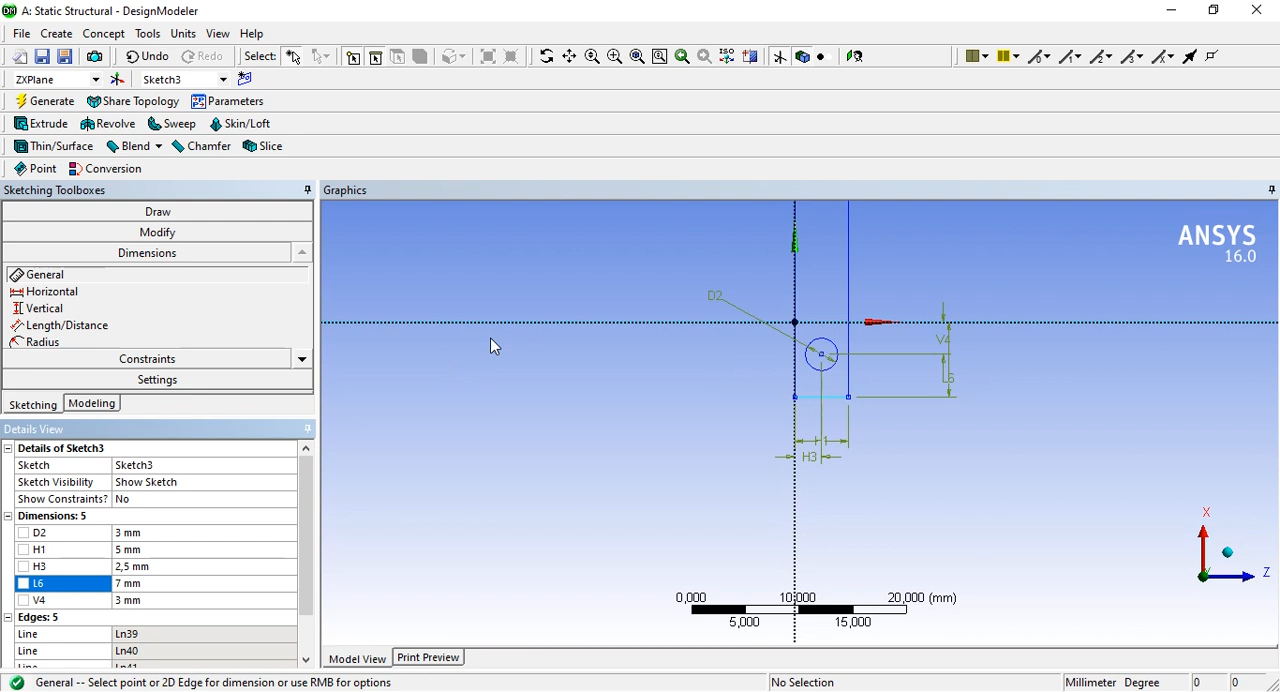 A: Static Structural - DesignModeler
File Create Concept Tools Units View Help
Undo Redo Select:
ZXPlane Sketch3
Generate Share Topology Parameters
Extrude Revolve Sweep Skin/Loft
Thin/Surface Blend Chamfer Slice
Point Conversion
Sketching Toolboxes
Draw
Modify
Dimensions
General
Horizontal
Vertical
Length/Distance
Radius
Constraints
Settings
Sketching Modeling
Details View
Details of Sketch3
Sketch Sketch3
Sketch Visibility Show Sketch
Show Constraints? No
Dimensions: 5
D2 3 mm
H1 5 mm
H3 2,5 mm
L6 7 mm
V4 3 mm
Edges: 5
Line Ln39
Line Ln40
Line Ln41
Graphics
ANSYS
16.0
D2
V4
L6
H1
H3
X
Y
Z
0,000 10,000 20,000 (mm)
5,000 15,000
Model View Print Preview
General -- Select point or 2D Edge for dimension or use RMB for options
No Selection
Millimeter Degree 0 0